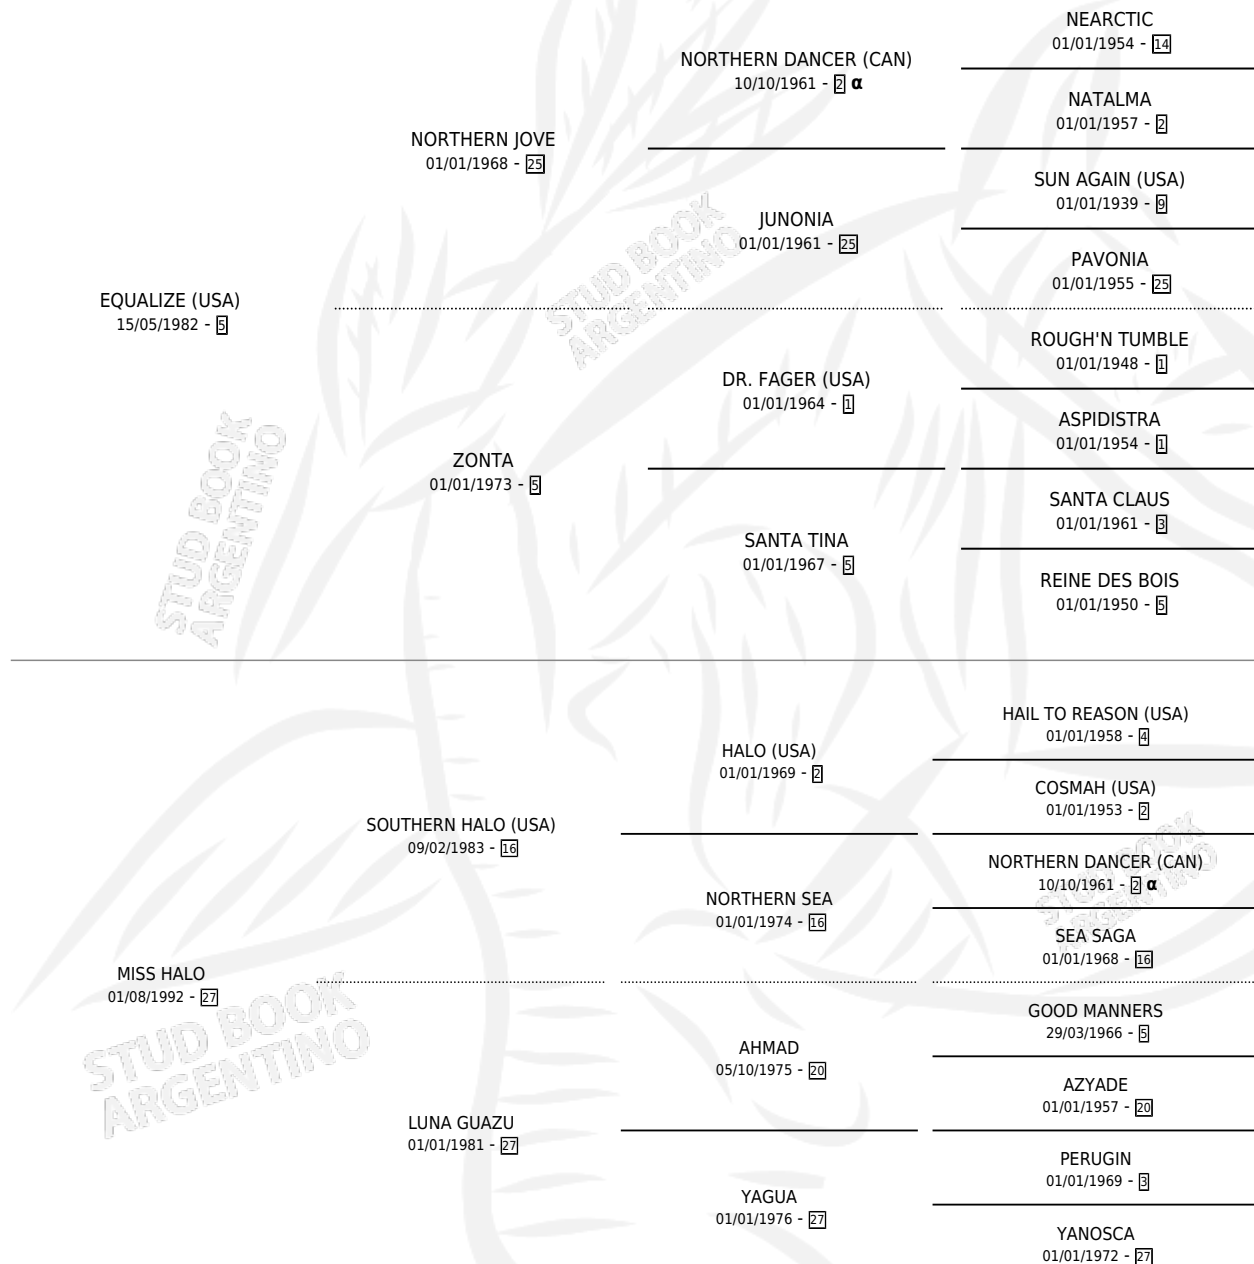 NEARCTIC
01/01/1954 - 14
NORTHERN DANCER (CAN)
10/10/1961 - 2 α
NATALMA
01/01/1957 - 2
NORTHERN JOVE
01/01/1968 - 25
SUN AGAIN (USA)
01/01/1939 - 9
JUNONIA
01/01/1961 - 25
PAVONIA
01/01/1955 - 25
EQUALIZE (USA)
15/05/1982 - 5
STUD BOOK
ARGENTINO
ROUGH'N TUMBLE
01/01/1948 - 1
DR. FAGER (USA)
01/01/1964 - 1
ASPIDISTRA
01/01/1954 - 1
ZONTA
01/01/1973 - 5
STUD BOOK
ARGENTINO
SANTA CLAUS
01/01/1961 - 3
SANTA TINA
01/01/1967 - 5
REINE DES BOIS
01/01/1950 - 5
HAIL TO REASON (USA)
01/01/1958 - 4
HALO (USA)
01/01/1969 - 2
COSMAH (USA)
01/01/1953 - 2
SOUTHERN HALO (USA)
09/02/1983 - 16
STUD BOOK
ARGENTINO
NORTHERN DANCER (CAN)
10/10/1961 - 2 α
NORTHERN SEA
01/01/1974 - 16
SEA SAGA
01/01/1968 - 16
MISS HALO
01/08/1992 - 27
STUD BOOK
ARGENTINO
GOOD MANNERS
29/03/1966 - 5
AHMAD
05/10/1975 - 20
AZYADE
01/01/1957 - 20
LUNA GUAZU
01/01/1981 - 27
PERUGIN
01/01/1969 - 3
YAGUA
01/01/1976 - 27
YANOSCA
01/01/1972 - 27